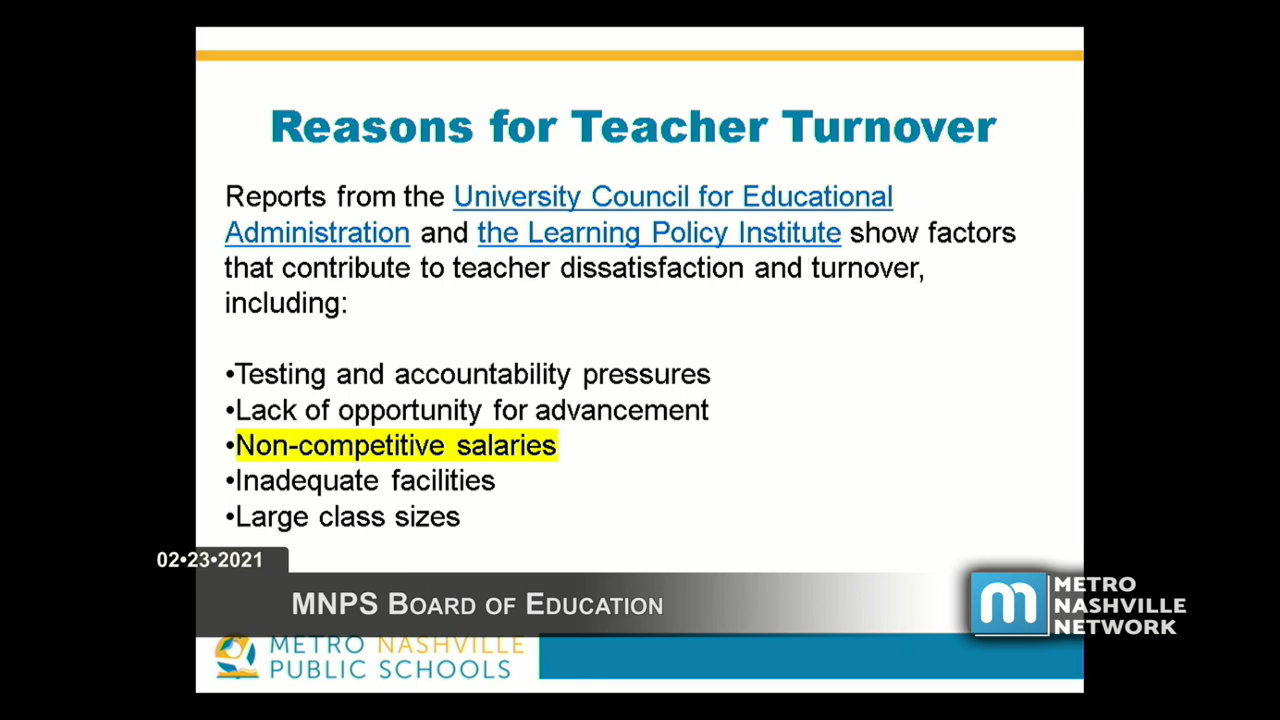 Reasons for Teacher Turnover
Reports from the University Council for Educational
Administration and the Learning Policy Institute show factors
that contribute to teacher dissatisfaction and turnover,
including:
•Testing and accountability pressures
•Lack of opportunity for advancement
•Non-competitive salaries
•Inadequate facilities
•Large class sizes
02•23•2021
MNPS BOARD OF EDUCATION
METRO
NASHVILLE
NETWORK
METRO NASHVILLE
PUBLIC SCHOOLS